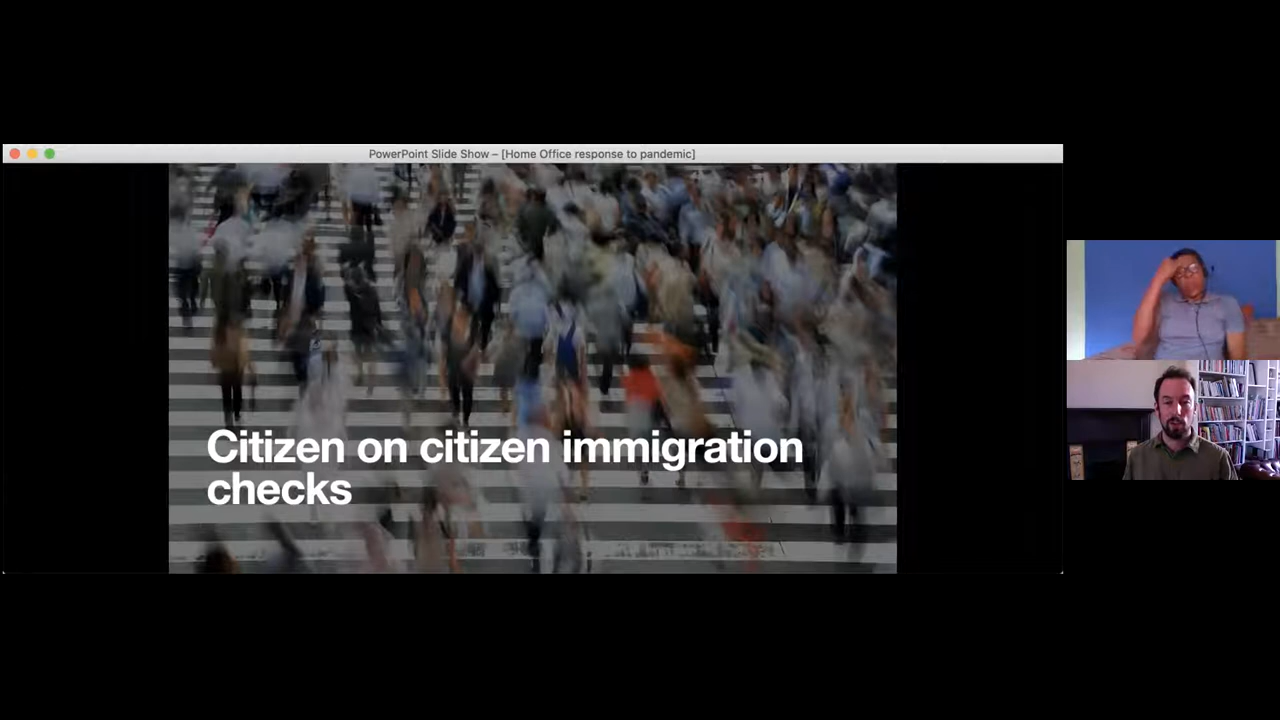 PowerPoint Slide Show – [Home Office response to pandemic]
Citizen on citizen immigration
checks